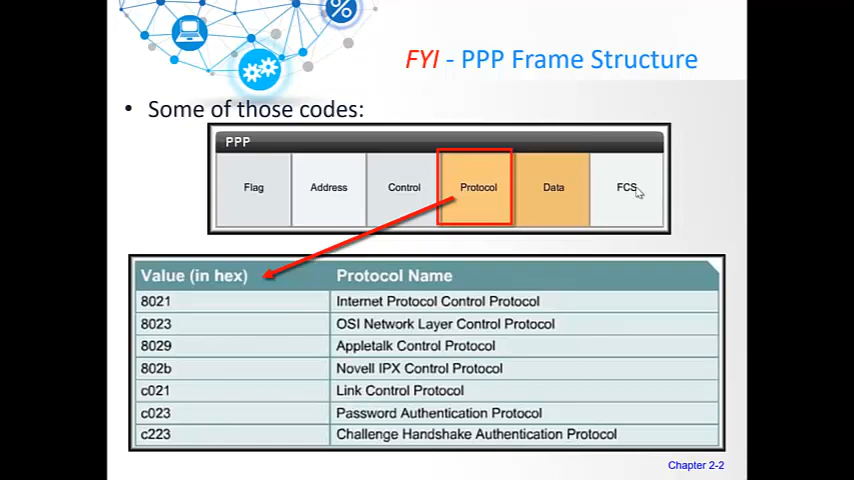 %
FYI - PPP Frame Structure
• Some of those codes:
PPP
Flag Address Control Protocol Data FCS
Value (in hex) Protocol Name
8021 Internet Protocol Control Protocol
8023 OSI Network Layer Control Protocol
8029 Appletalk Control Protocol
802b Novell IPX Control Protocol
c021 Link Control Protocol
c023 Password Authentication Protocol
c223 Challenge Handshake Authentication Protocol
Chapter 2-2